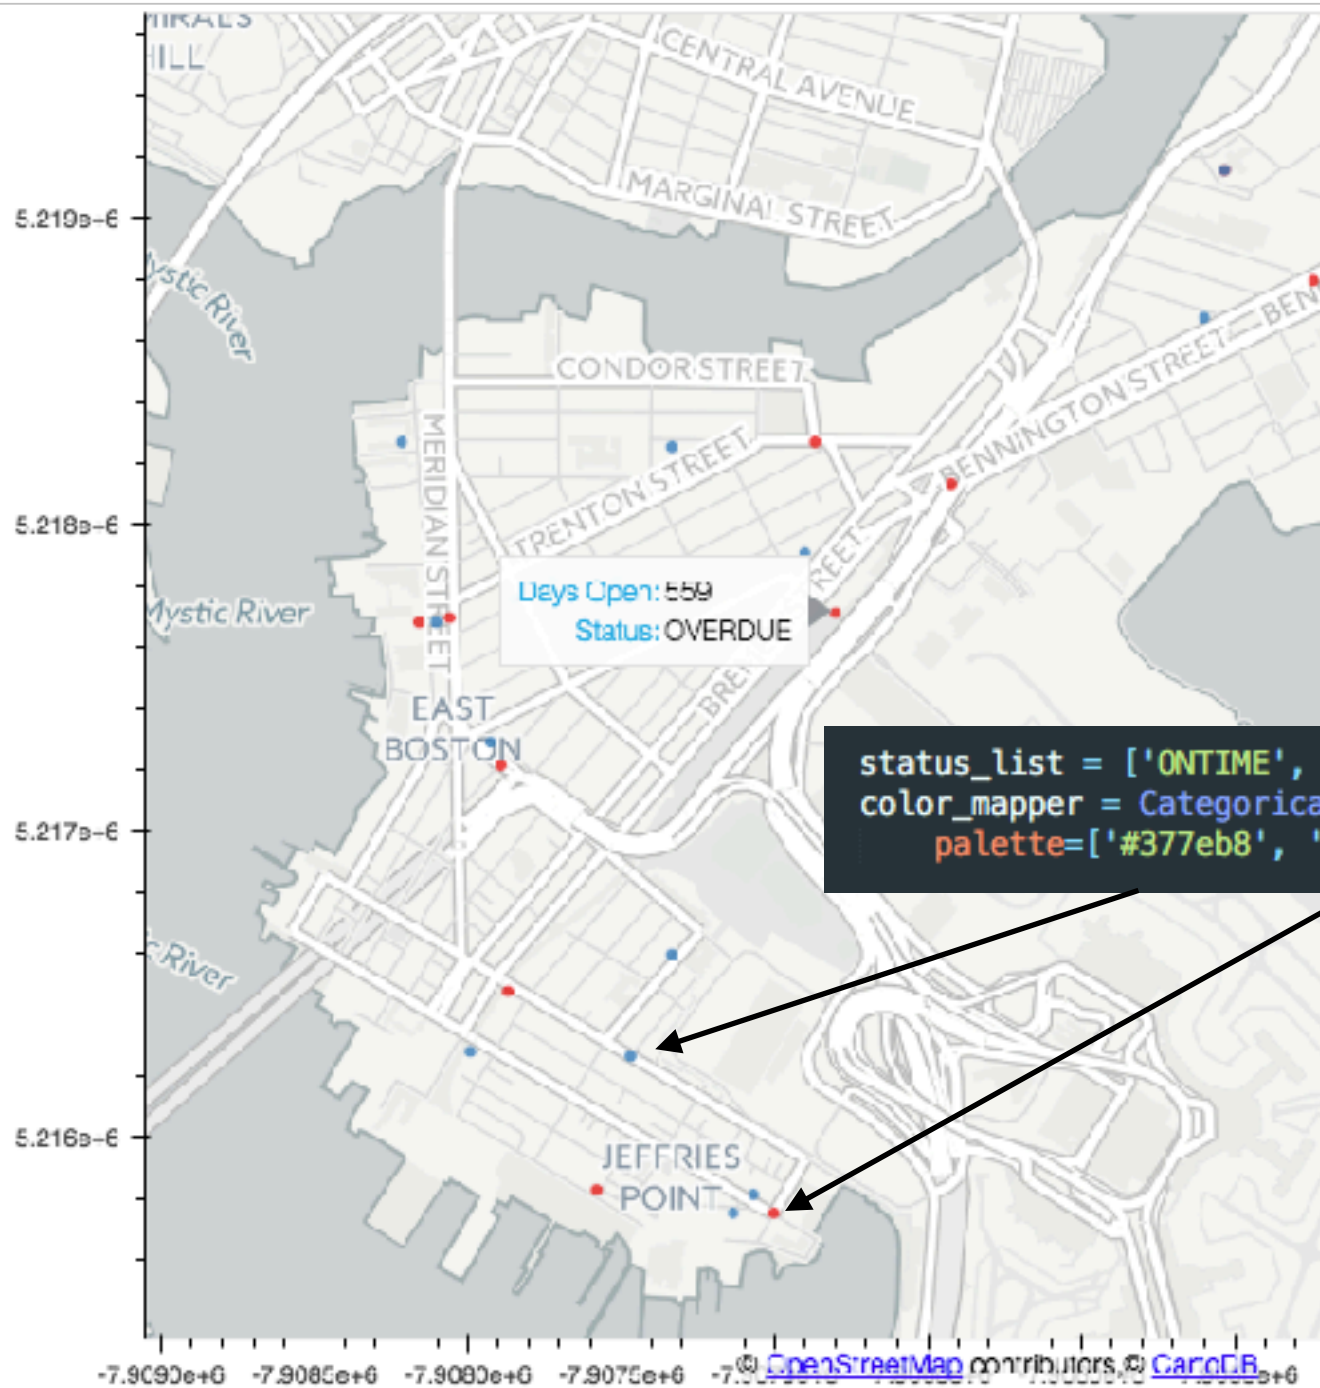 HILL
CENTRAL AVENUE
MARGINAL STREET
Mystic River
CONDOR STREET
BENNINGTON STREET
BEN
MERIDIAN STREET
TRENTON STREET
Mystic River
Days Open: 559
Status: OVERDUE
EAST
BOSTON
status_list = ['ONTIME',
color_mapper = Categorica
palette=['#377eb8', '
River
JEFFRIES
POINT
5.219e-6
5.218e-6
5.217e-6
5.216e-6
-7.9090e+6 -7.9085e+6 -7.9080e+6 -7.9075e+6
© OpenStreetMap contributors,© CartoDB